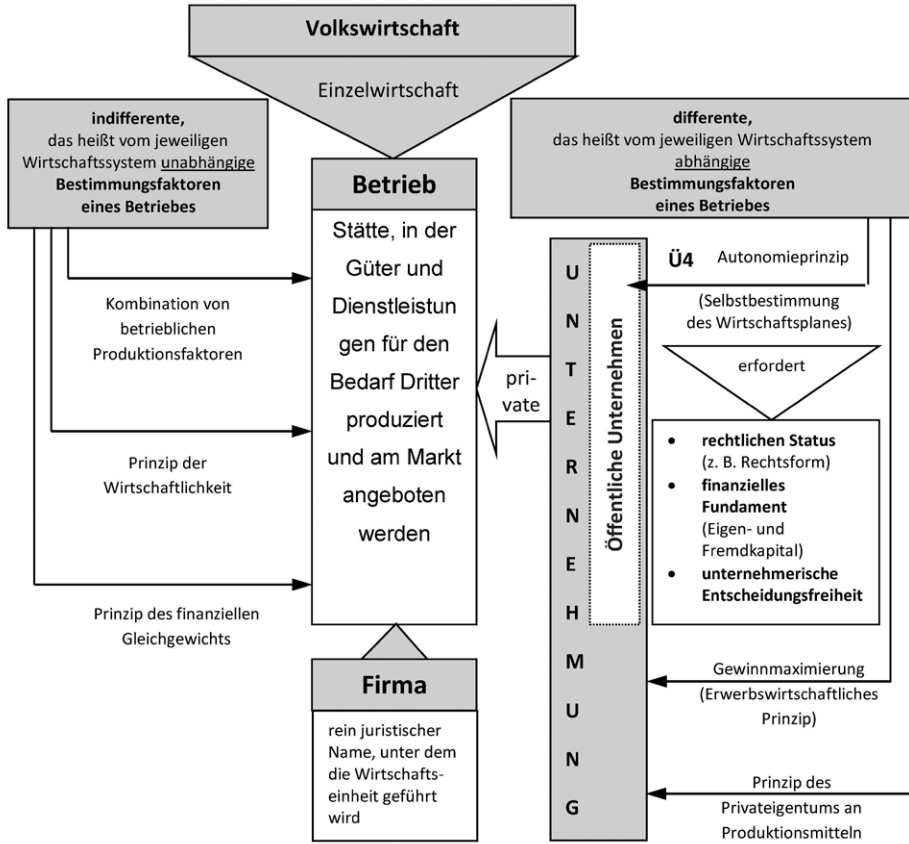 Volkswirtschaft
Einzelwirtschaft
indifferente,
das heißt vom jeweiligen
Wirtschaftssystem unabhängige
Bestimmungsfaktoren
eines Betriebes
differente,
das heißt vom jeweiligen Wirtschaftssystem
abhängige
Bestimmungsfaktoren
eines Betriebes
Betrieb
Stätte, in der
Güter und
Dienstleistun
gen für den
Bedarf Dritter
produziert
und am Markt
angeboten
werden
Kombination von
betrieblichen
Produktionsfaktoren
Prinzip der
Wirtschaftlichkeit
Prinzip des finanziellen
Gleichgewichts
pri-
vate
UNTERNEHMUNG
Öffentliche Unternehmen
Ü4 Autonomieprinzip
(Selbstbestimmung
des Wirtschaftsplanes)
erfordert
• rechtlichen Status
(z. B. Rechtsform)
• finanzielles
Fundament
(Eigen- und
Fremdkapital)
• unternehmerische
Entscheidungsfreiheit
Gewinnmaximierung
(Erwerbswirtschaftliches
Prinzip)
Prinzip des
Privateigentums an
Produktionsmitteln
Firma
rein juristischer
Name, unter dem
die Wirtschafts-
einheit geführt
wird